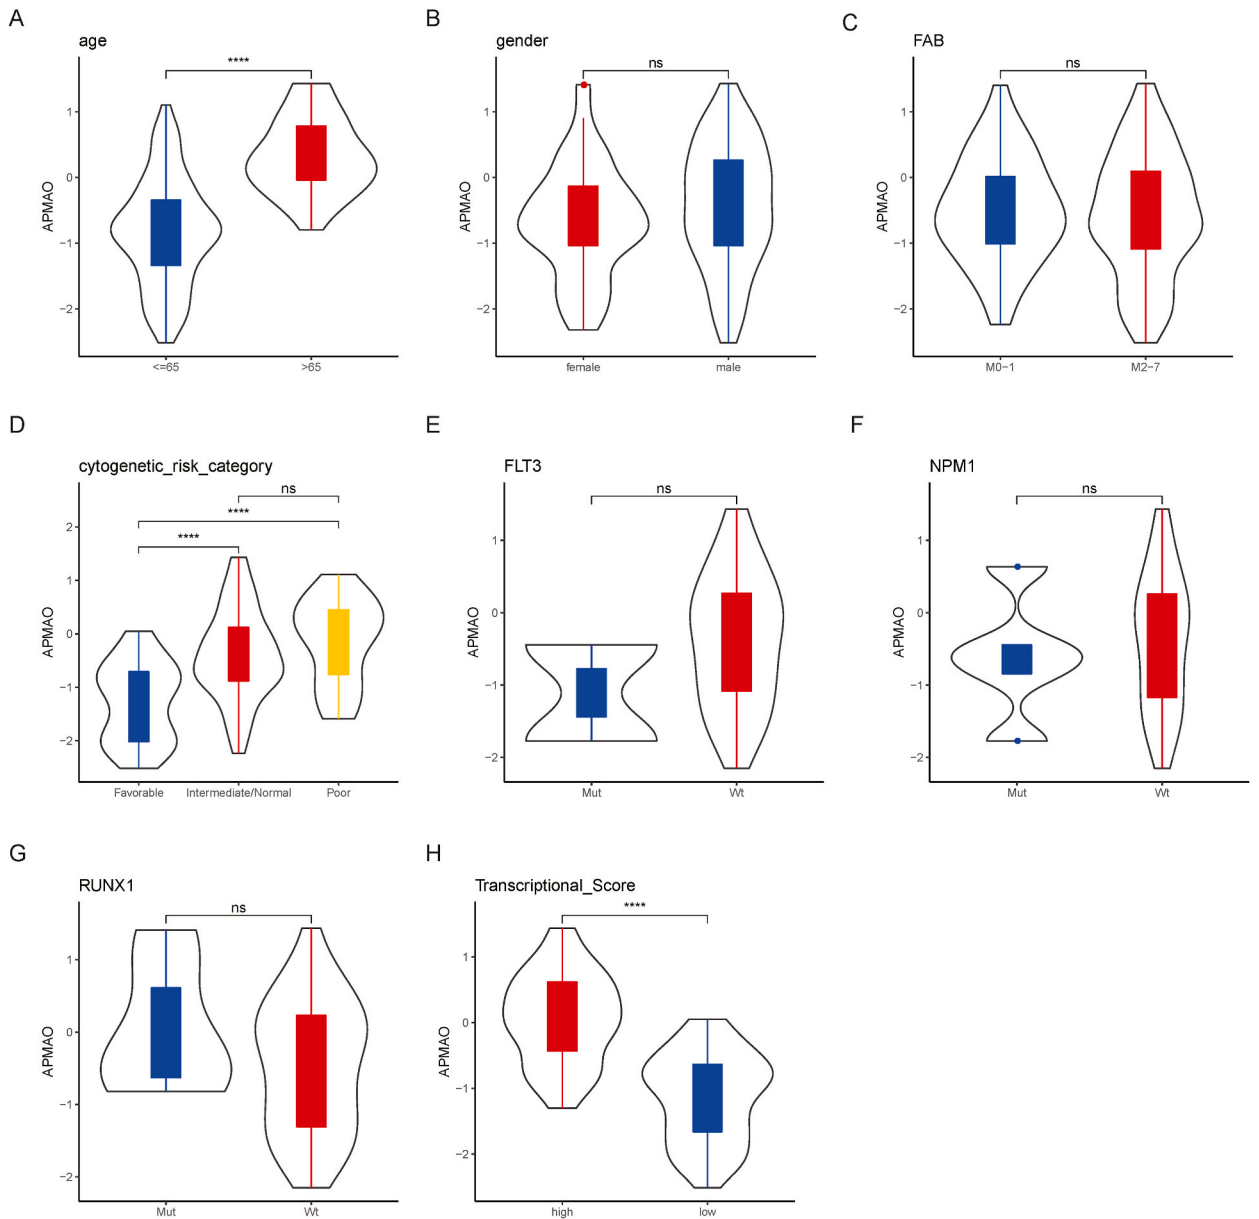 A
age
****
1
0
−1
−2
APMAO
<=65
>65
B
gender
ns
1
0
−1
−2
APMAO
female
male
C
FAB
ns
1
0
−1
−2
APMAO
M0−1
M2−7
D
cytogenetic_risk_category
ns
****
****
2
1
0
−1
−2
APMAO
Favorable
Intermediate/Normal
Poor
E
FLT3
ns
1
0
−1
−2
APMAO
Mut
Wt
F
NPM1
ns
1
0
−1
−2
APMAO
Mut
Wt
G
RUNX1
ns
1
0
−1
−2
APMAO
Mut
Wt
H
Transcriptional_Score
****
1
0
−1
−2
APMAO
high
low